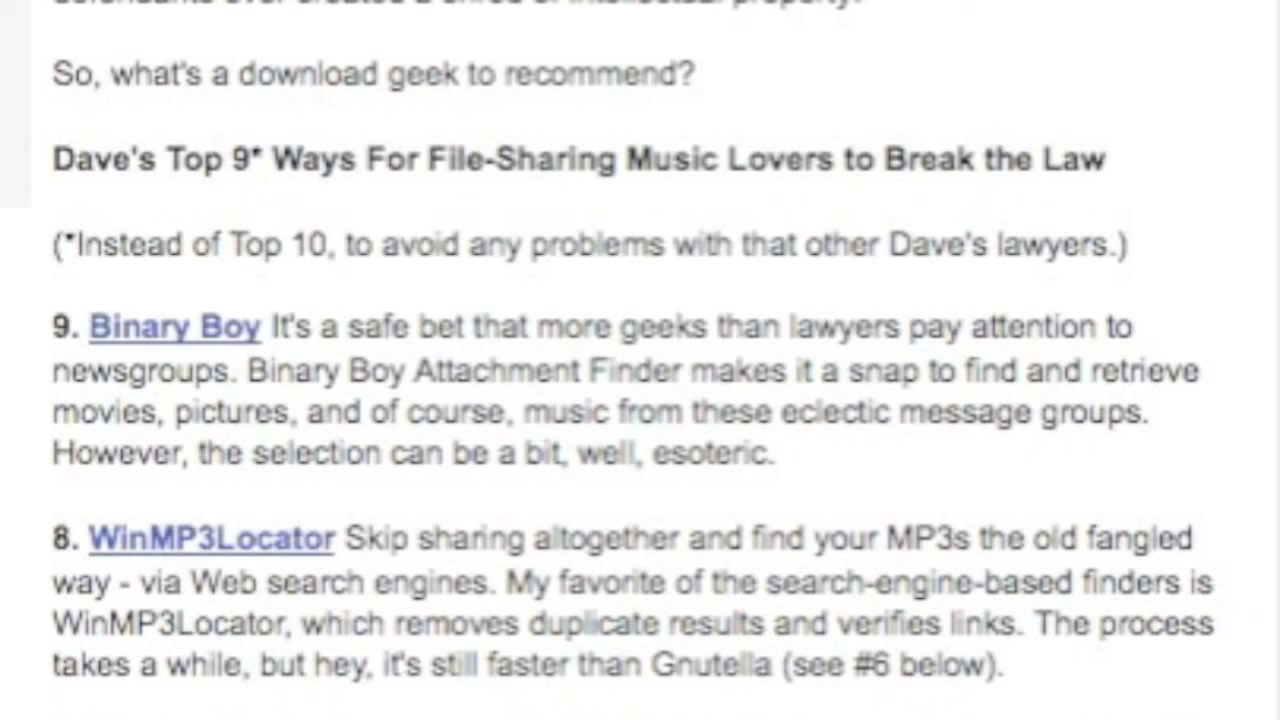 So, what's a download geek to recommend?
Dave's Top 9* Ways For File-Sharing Music Lovers to Break the Law
(*Instead of Top 10, to avoid any problems with that other Dave's lawyers.)
9. Binary Boy It's a safe bet that more geeks than lawyers pay attention to
newsgroups. Binary Boy Attachment Finder makes it a snap to find and retrieve
movies, pictures, and of course, music from these eclectic message groups.
However, the selection can be a bit, well, esoteric.
8. WinMP3Locator Skip sharing altogether and find your MP3s the old fangled
way - via Web search engines. My favorite of the search-engine-based finders is
WinMP3Locator, which removes duplicate results and verifies links. The process
takes a while, but hey, it's still faster than Gnutella (see #6 below).